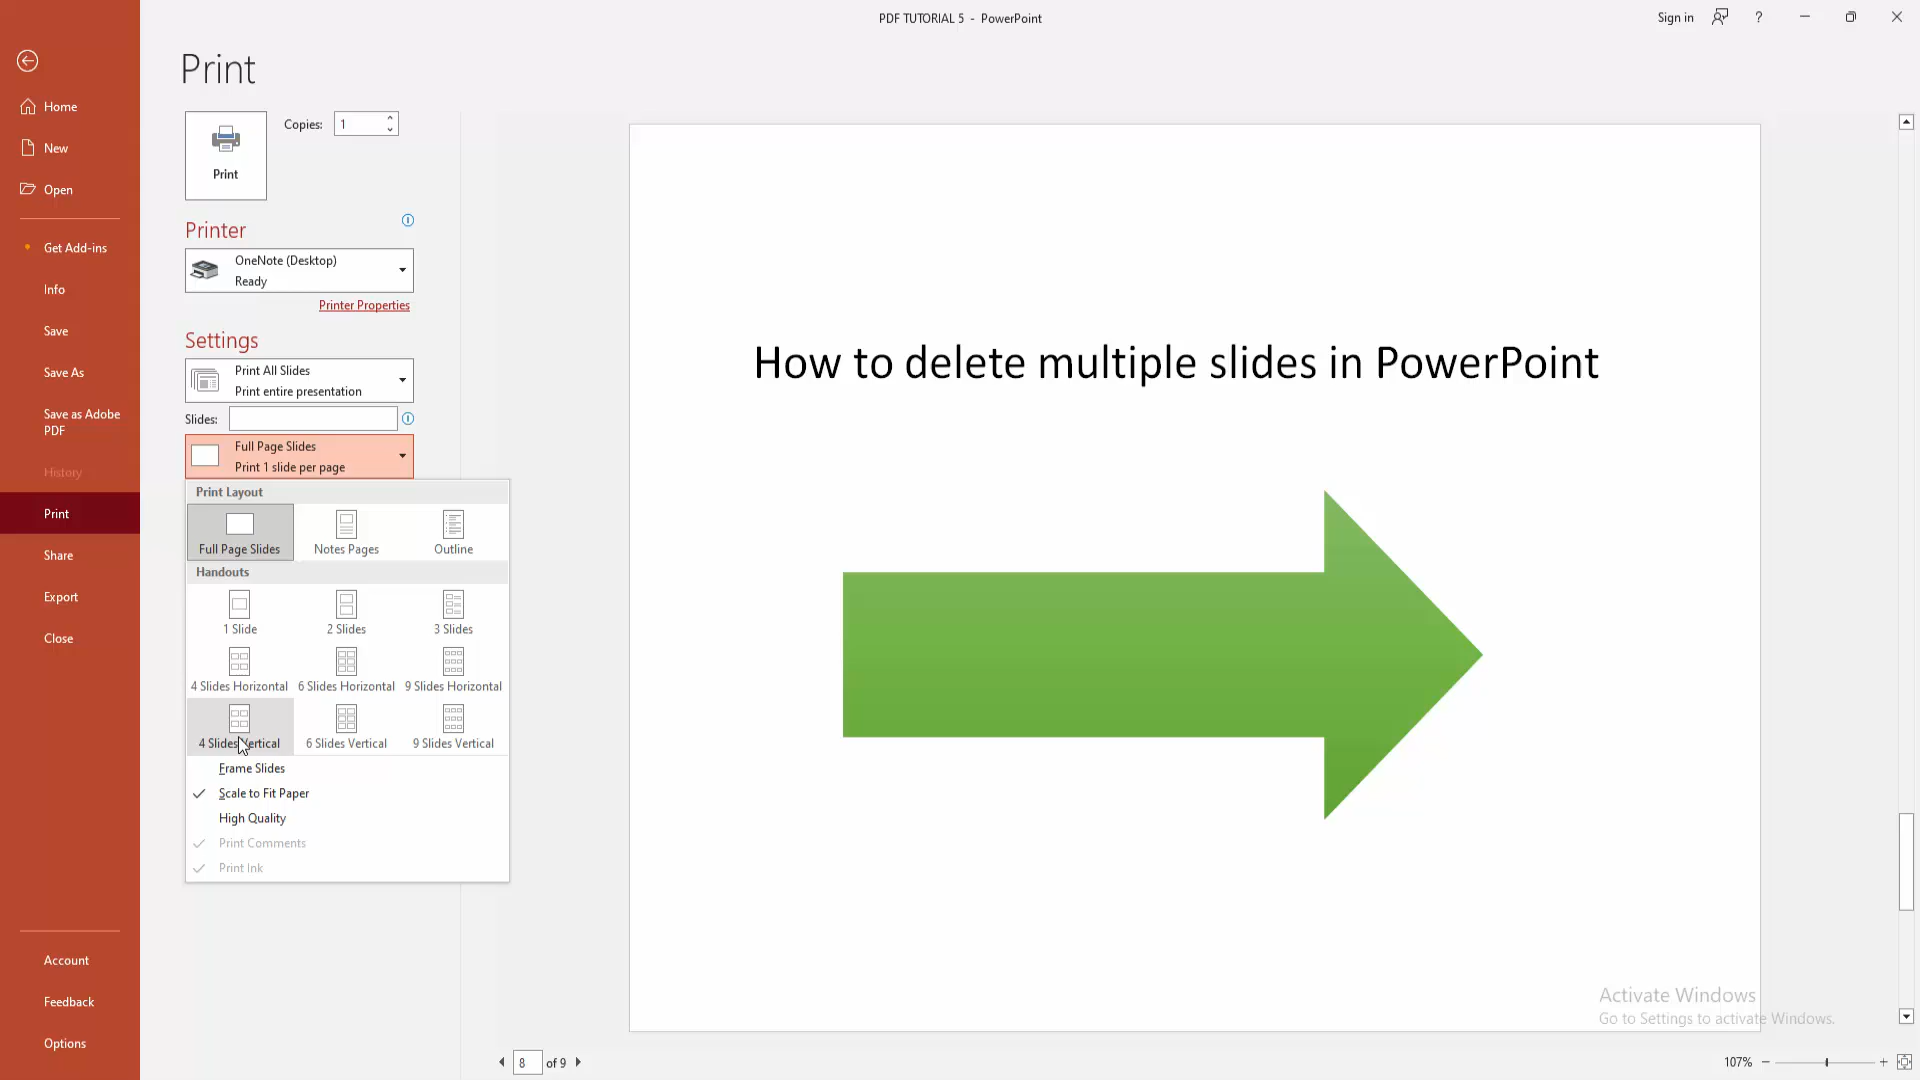 PDF TUTORIAL 5 - PowerPoint
Sign in
?
Print
Home
New
Open
Get Add-ins
Info
Save
Save As
Save as Adobe
PDF
History
Print
Share
Export
Close
Account
Feedback
Options
Print
Copies: 1
Printer
OneNote (Desktop)
Ready
Printer Properties
Settings
Print All Slides
Print entire presentation
Slides:
Full Page Slides
Print 1 slide per page
Print Layout
Full Page Slides Notes Pages Outline
Handouts
1 Slide 2 Slides 3 Slides
4 Slides Horizontal 6 Slides Horizontal 9 Slides Horizontal
4 Slides Vertical 6 Slides Vertical 9 Slides Vertical
Frame Slides
Scale to Fit Paper
High Quality
Print Comments
Print Ink
How to delete multiple slides in PowerPoint
Activate Windows
Go to Settings to activate Windows.
8 of 9
107%